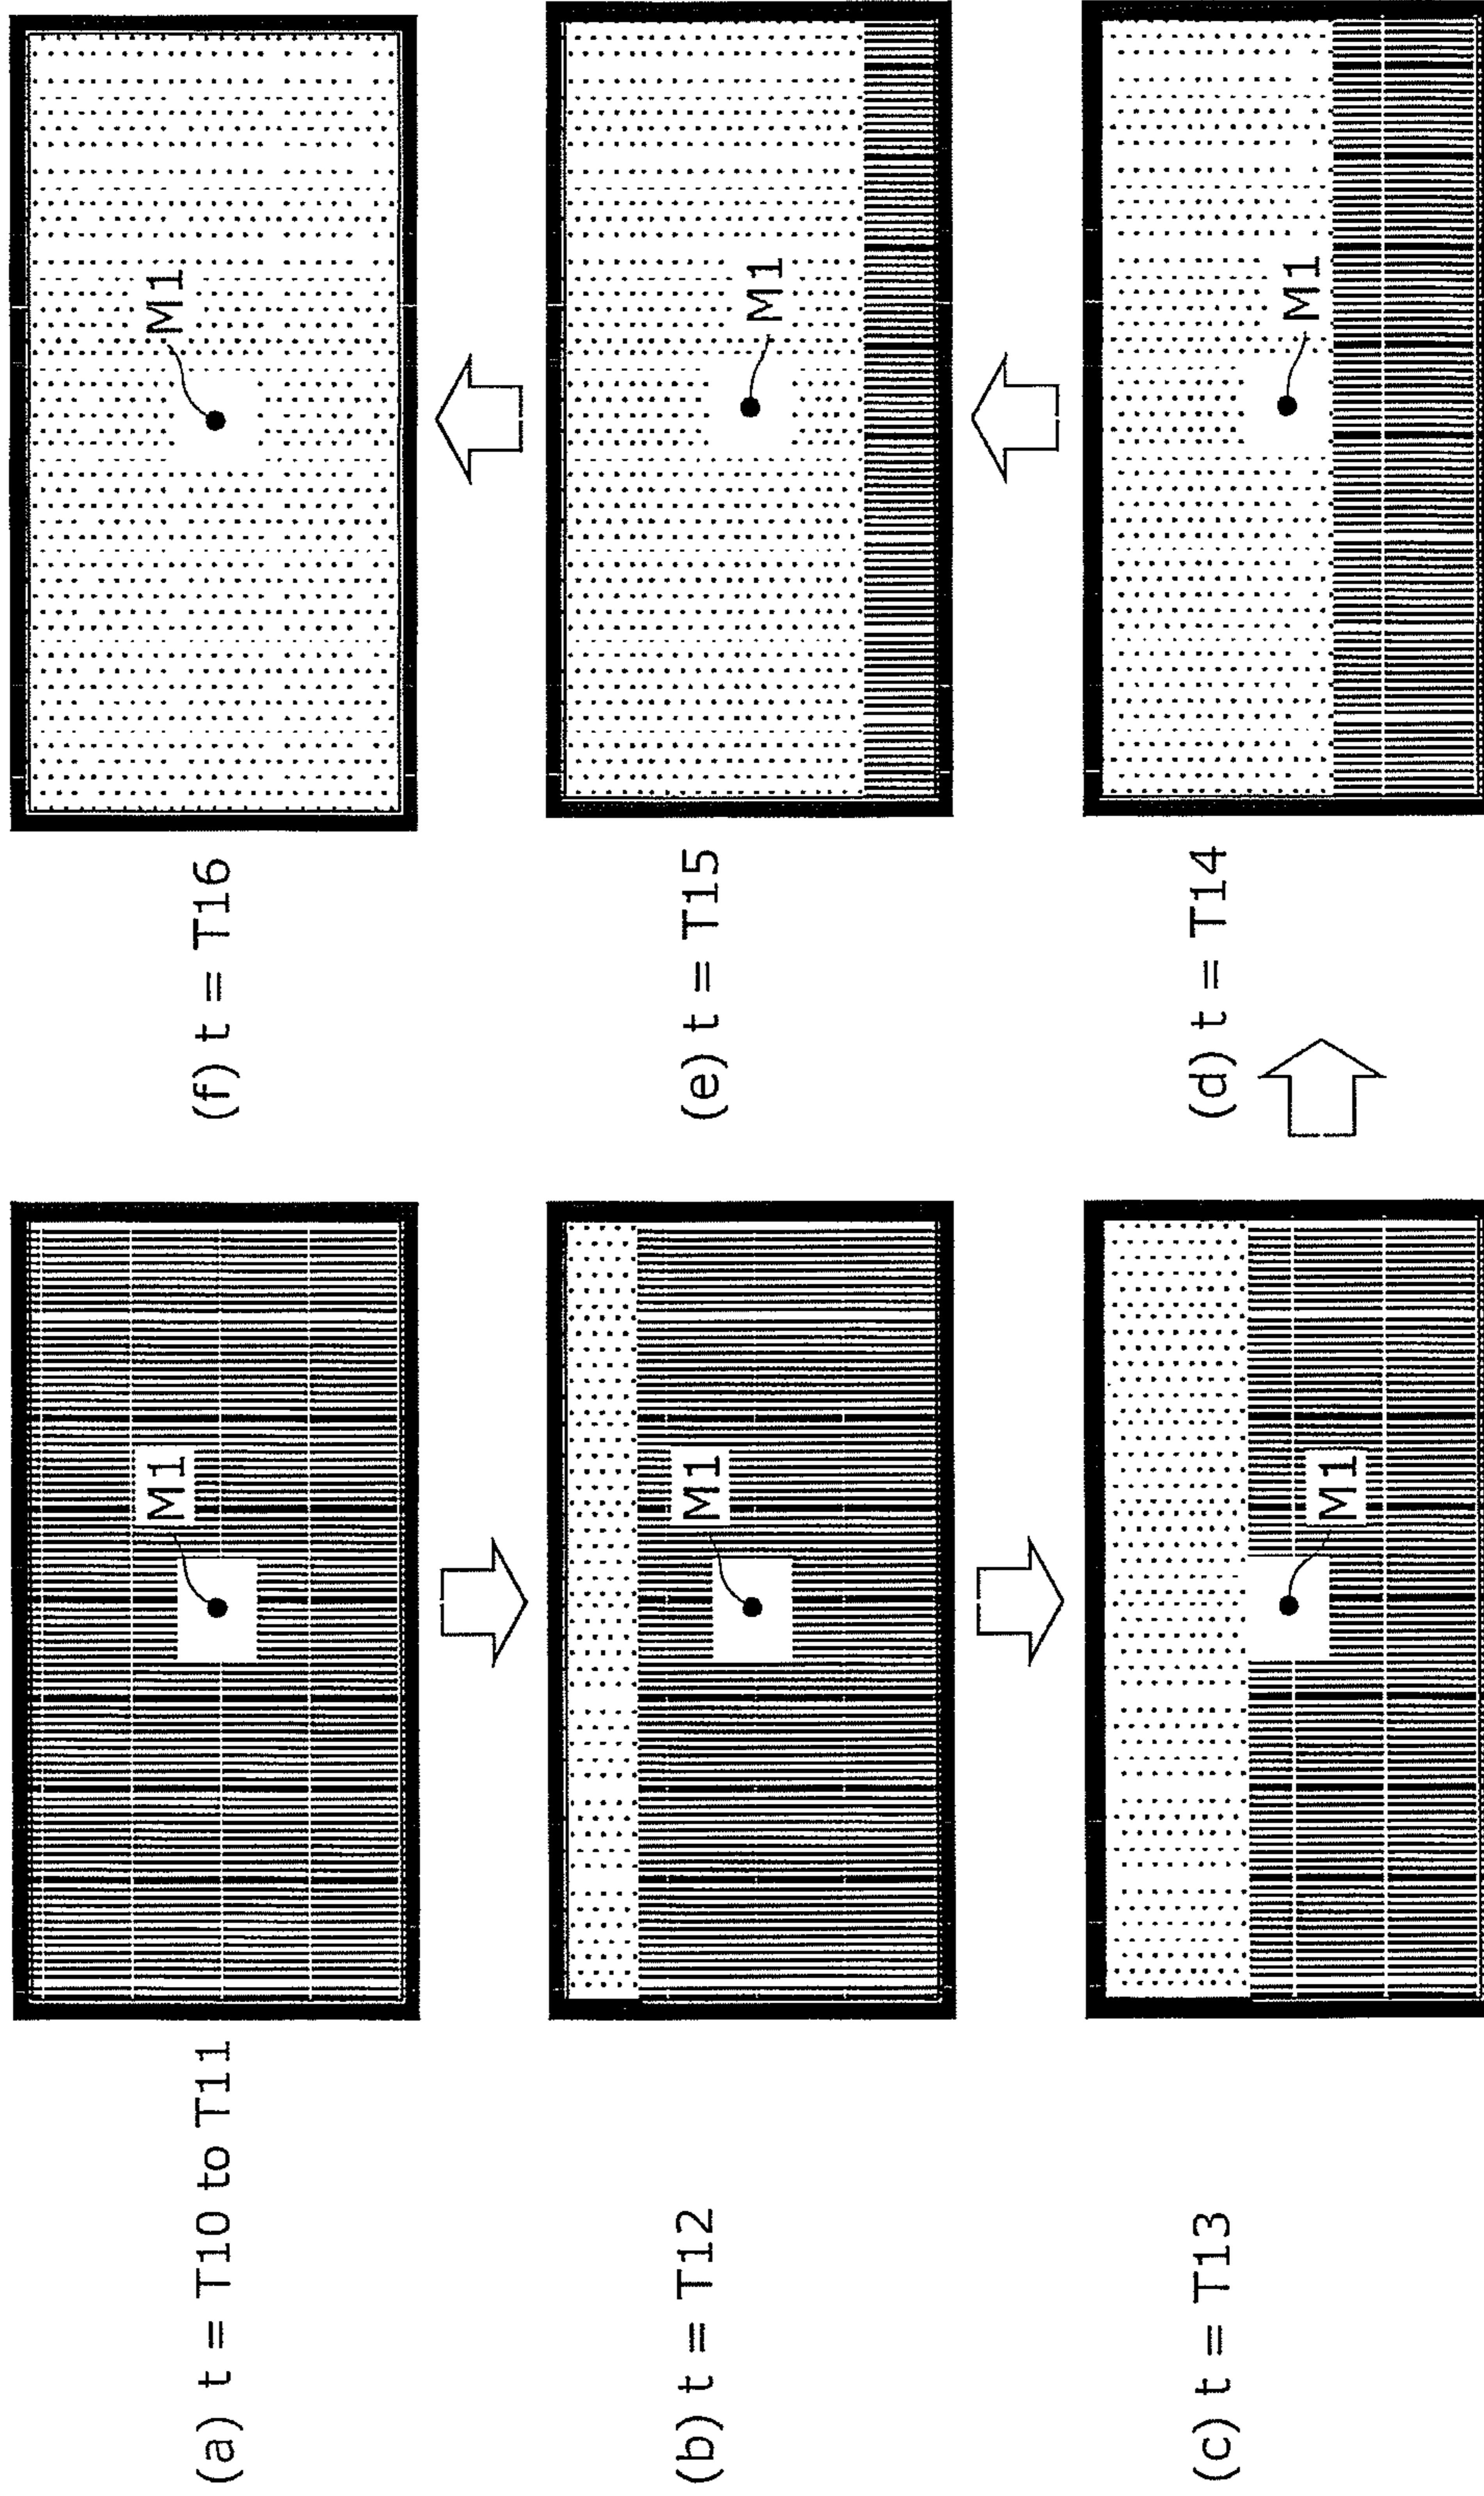 (a) t = T10 to T11
M1
(b) t = T12
M1
(c) t = T13
M1
(d) t = T14
M1
(e) t = T15
M1
(f) t = T16
M1